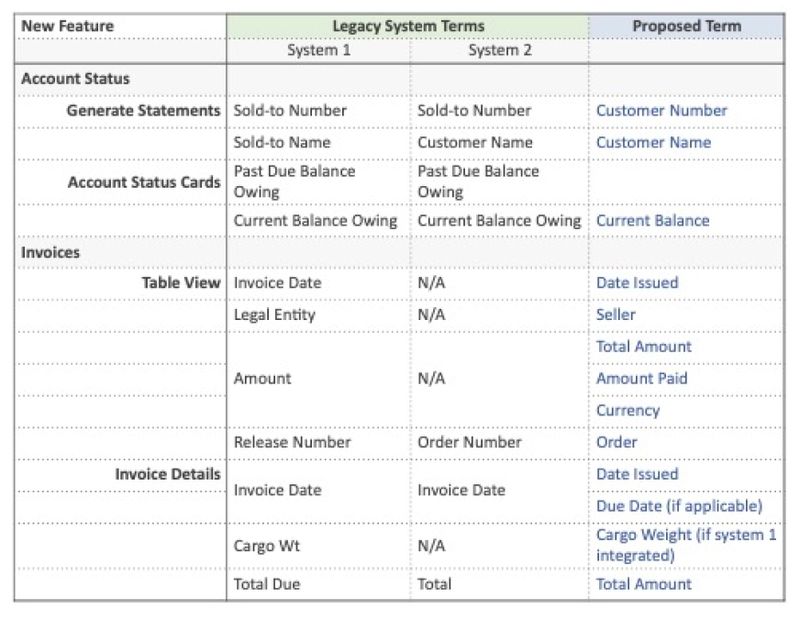 New Feature Legacy System Terms Proposed Term
System 1 System 2
Account Status
Generate Statements Sold-to Number Sold-to Number Customer Number
Sold-to Name Customer Name Customer Name
Account Status Cards Past Due Balance Owing Past Due Balance Owing
Current Balance Owing Current Balance Owing Current Balance
Invoices
Table View Invoice Date N/A Date Issued
Legal Entity N/A Seller
Total Amount
Amount N/A Amount Paid
Currency
Release Number Order Number Order
Invoice Details Invoice Date Invoice Date Date Issued
Due Date (if applicable)
Cargo Wt N/A Cargo Weight (if system 1 integrated)
Total Due Total Total Amount